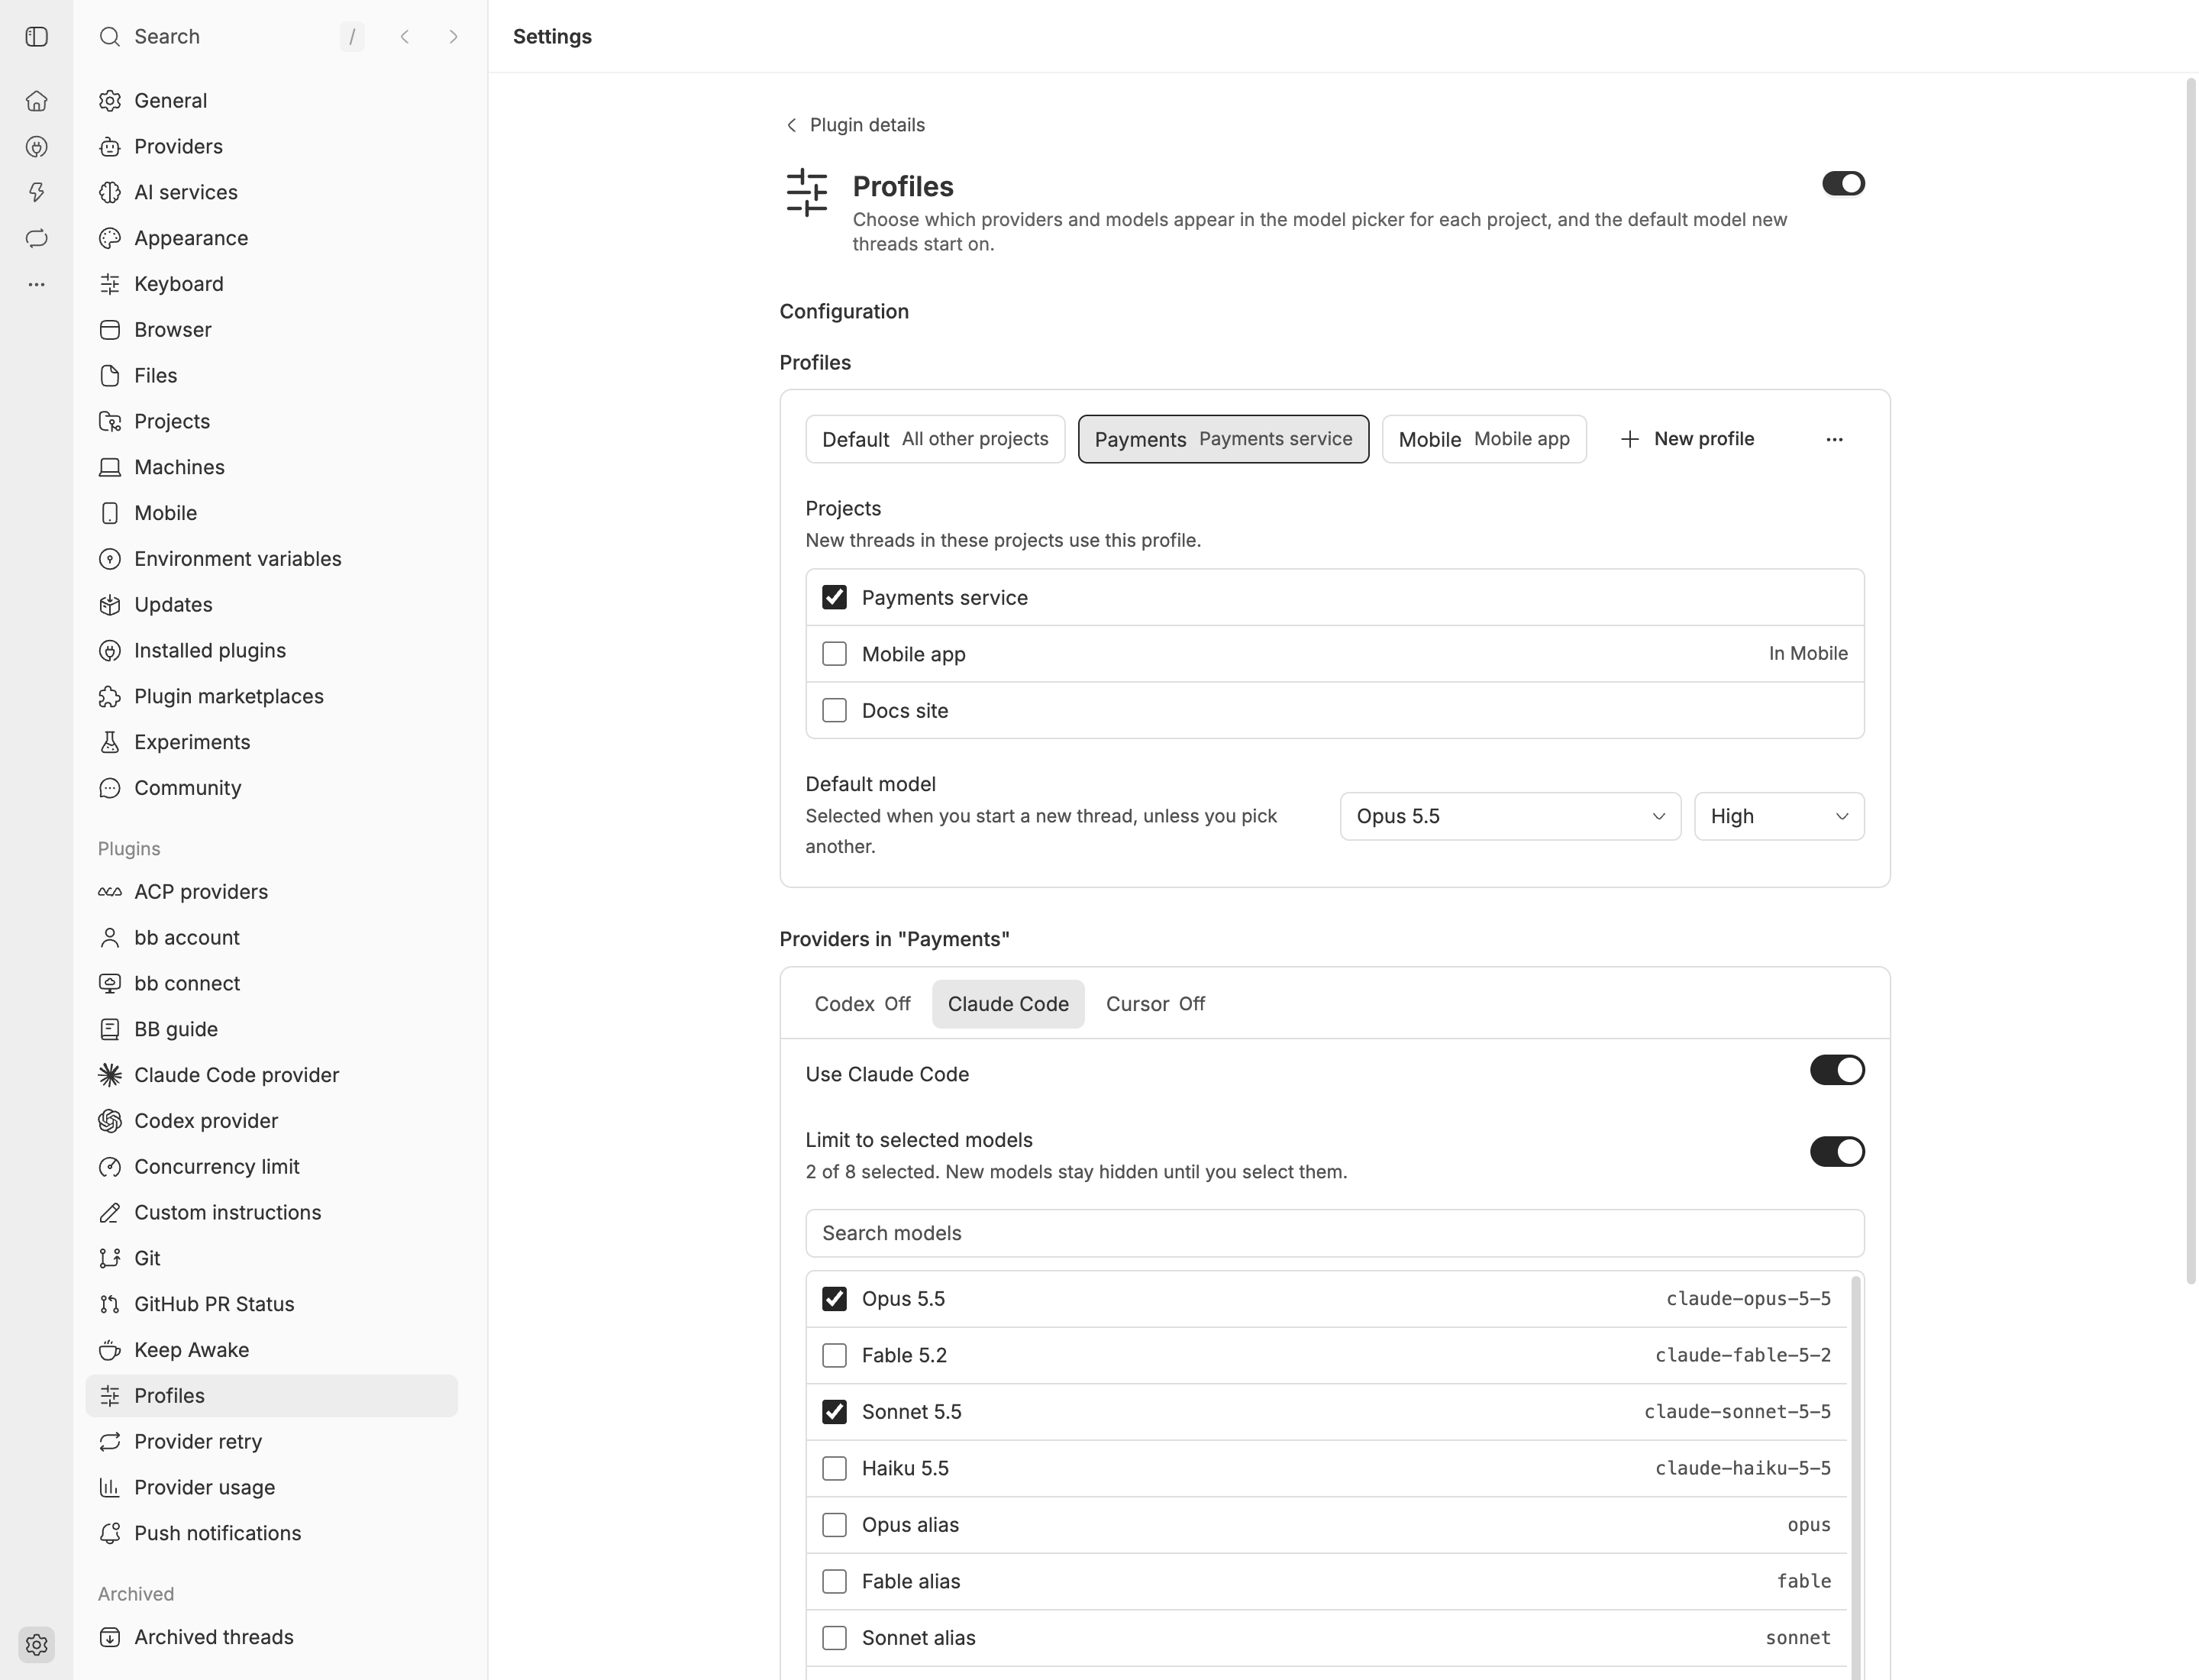 Search /
General
Providers
AI services
Appearance
Keyboard
Browser
Files
Projects
Machines
Mobile
Environment variables
Updates
Installed plugins
Plugin marketplaces
Experiments
Community
Plugins
ACP providers
bb account
bb connect
BB guide
Claude Code provider
Codex provider
Concurrency limit
Custom instructions
Git
GitHub PR Status
Keep Awake
Profiles
Provider retry
Provider usage
Push notifications
Archived
Archived threads
Settings
Plugin details
Profiles
Choose which providers and models appear in the model picker for each project, and the default model new
threads start on.
Configuration
Profiles
Default All other projects Payments Payments service Mobile Mobile app New profile
Projects
New threads in these projects use this profile.
Payments service
Mobile app In Mobile
Docs site
Default model
Selected when you start a new thread, unless you pick
another.
Opus 5.5 High
Providers in "Payments"
Codex Off Claude Code Cursor Off
Use Claude Code
Limit to selected models
2 of 8 selected. New models stay hidden until you select them.
Search models
Opus 5.5 claude-opus-5-5
Fable 5.2 claude-fable-5-2
Sonnet 5.5 claude-sonnet-5-5
Haiku 5.5 claude-haiku-5-5
Opus alias opus
Fable alias fable
Sonnet alias sonnet